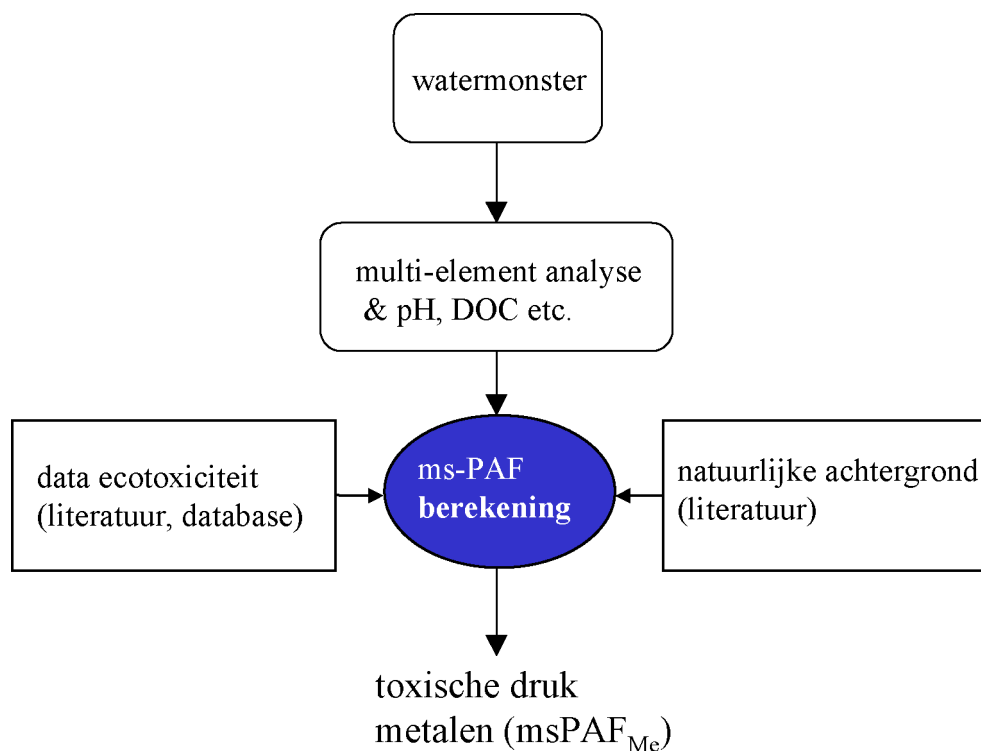 watermonster
multi-element analyse
& pH, DOC etc.
data ecotoxiciteit
(literatuur, database)
ms-PAF
berekening
natuurlijke achtergrond
(literatuur)
toxische druk
metalen (msPAF_Me)